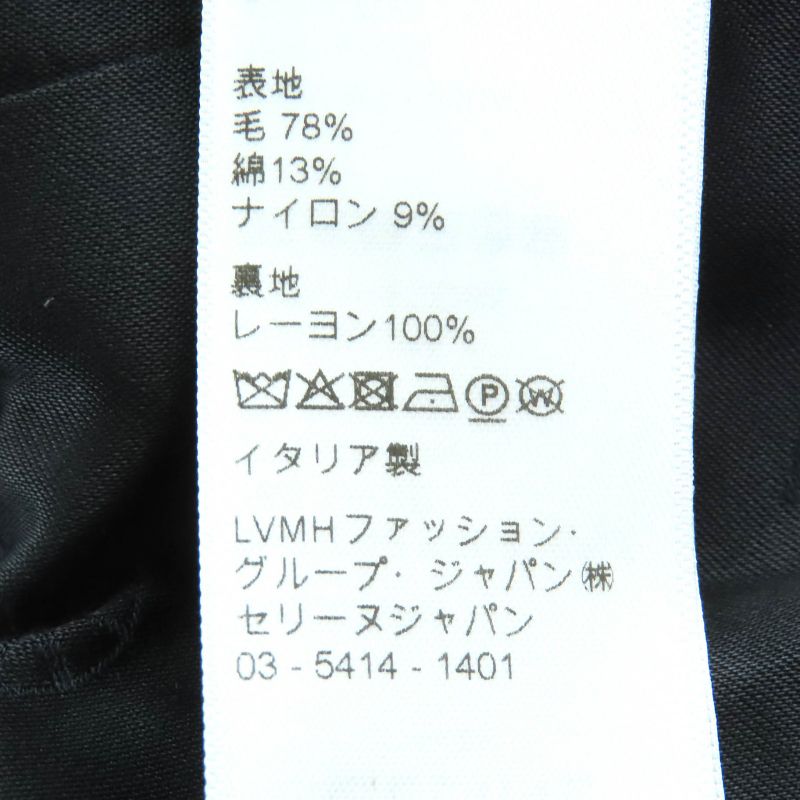 表地
毛 78%
綿13%
ナイロン 9%
裏地
レーヨン100%
P W
イタリア製
LVMHファッション・
グループ・ ジャパン㈱
セリーヌジャパン
03 - 5414 - 1401